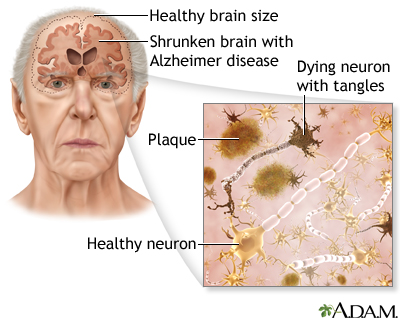 Healthy brain size
Shrunken brain with
Alzheimer disease
Dying neuron
with tangles
Plaque
Healthy neuron
A.D.A.M.